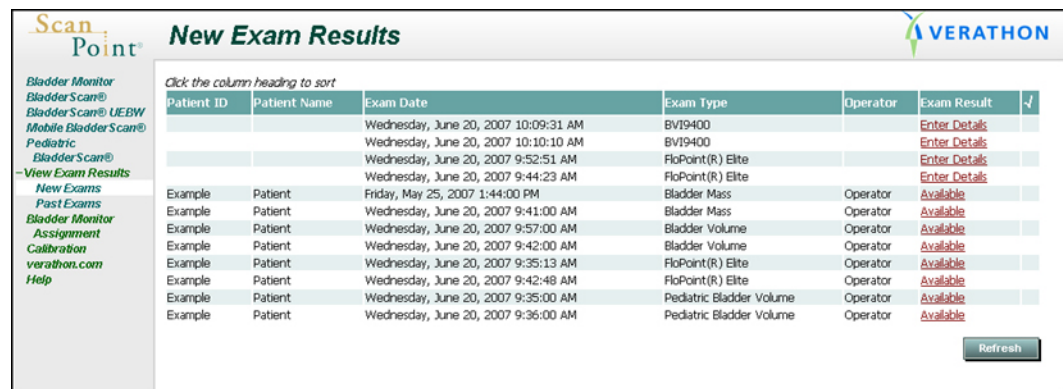 Scan
Point®
New Exam Results
VERATHON
Bladder Monitor
BladderScan®
BladderScan® UEBW
Mobile BladderScan®
Pediatric
BladderScan®
–View Exam Results
New Exams
Past Exams
Bladder Monitor
Assignment
Calibration
verathon.com
Help
Click the column heading to sort
Patient ID Patient Name Exam Date Exam Type Operator Exam Result √
Wednesday, June 20, 2007 10:09:31 AM BVI9400 Enter Details
Wednesday, June 20, 2007 10:10:10 AM BVI9400 Enter Details
Wednesday, June 20, 2007 9:52:51 AM FloPoint(R) Elite Enter Details
Wednesday, June 20, 2007 9:44:23 AM FloPoint(R) Elite Enter Details
Example Patient Friday, May 25, 2007 1:44:00 PM Bladder Mass Operator Available
Example Patient Wednesday, June 20, 2007 9:41:00 AM Bladder Mass Operator Available
Example Patient Wednesday, June 20, 2007 9:57:00 AM Bladder Volume Operator Available
Example Patient Wednesday, June 20, 2007 9:42:00 AM Bladder Volume Operator Available
Example Patient Wednesday, June 20, 2007 9:35:13 AM FloPoint(R) Elite Operator Available
Example Patient Wednesday, June 20, 2007 9:42:48 AM FloPoint(R) Elite Operator Available
Example Patient Wednesday, June 20, 2007 9:35:00 AM Pediatric Bladder Volume Operator Available
Example Patient Wednesday, June 20, 2007 9:36:00 AM Pediatric Bladder Volume Operator Available
Refresh